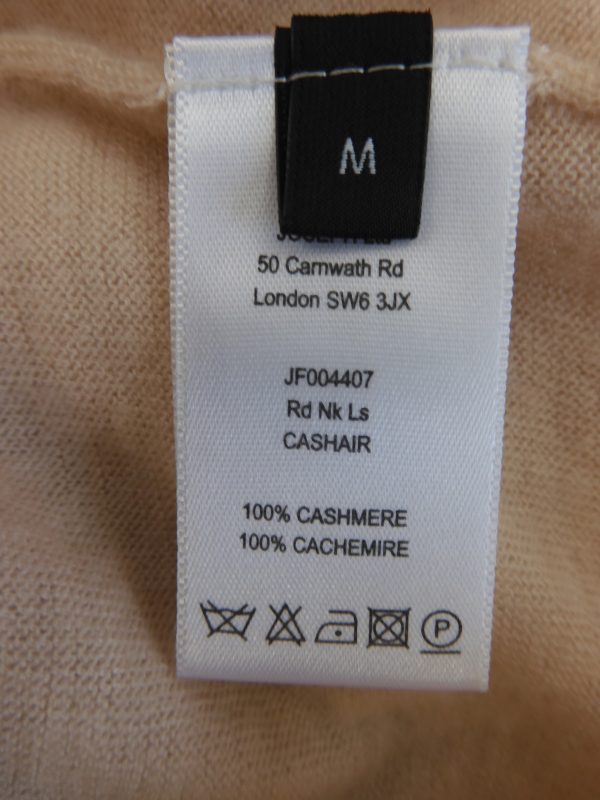 M
50 Carnwath Rd
London SW6 3JX
JF004407
Rd Nk Ls
CASHAIR
100% CASHMERE
100% CACHEMIRE
P